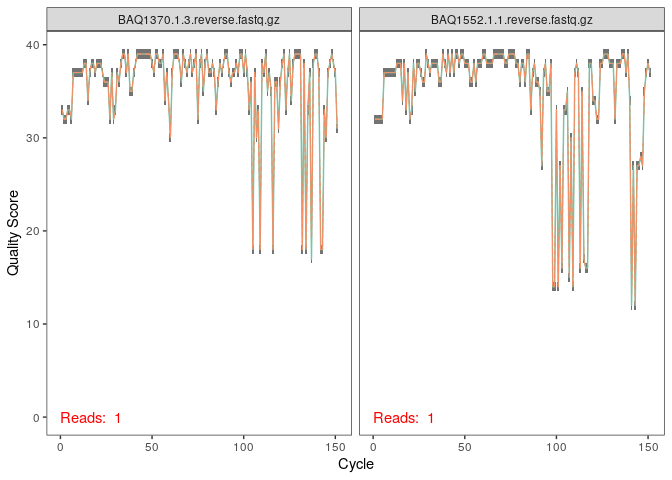 BAQ1370.1.3.reverse.fastq.gz
BAQ1552.1.1.reverse.fastq.gz
Quality Score
40
30
20
10
0
Reads: 1
Reads: 1
0 50 100 150
0 50 100 150
Cycle